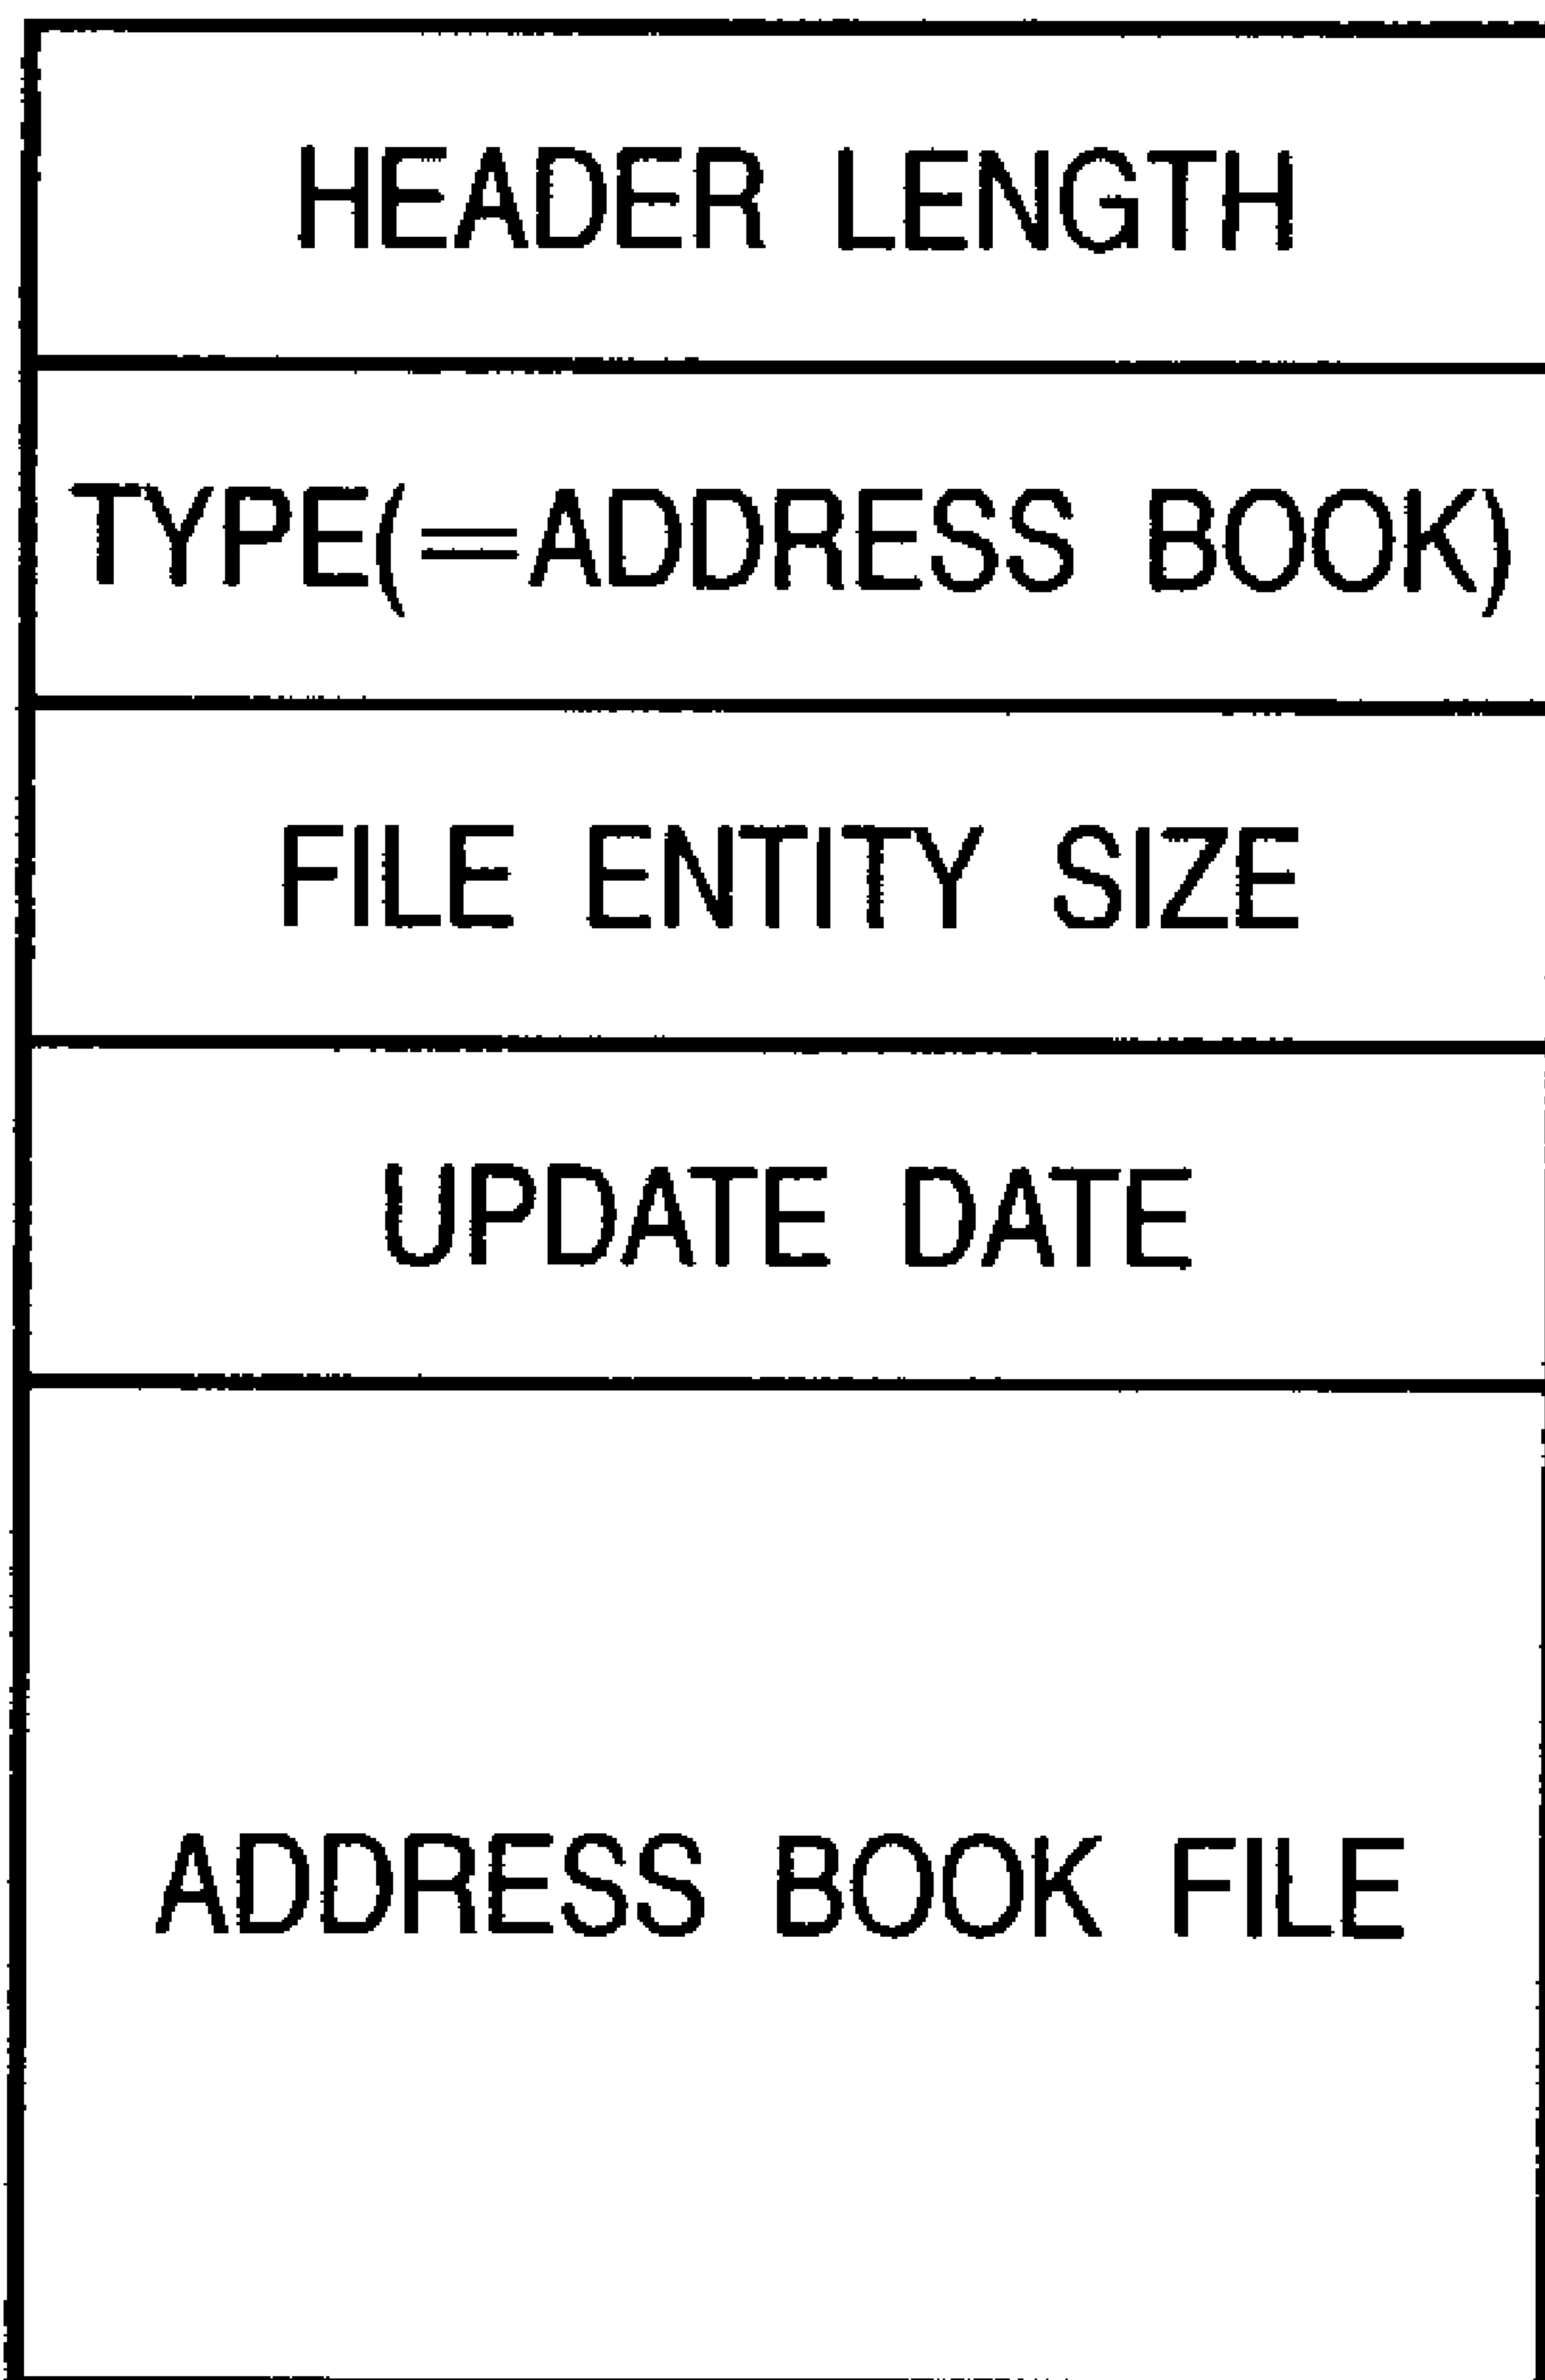 HEADER LENGTH
TYPE(=ADDRESS BOOK)
FILE ENTITY SIZE
UPDATE DATE
ADDRESS BOOK FILE